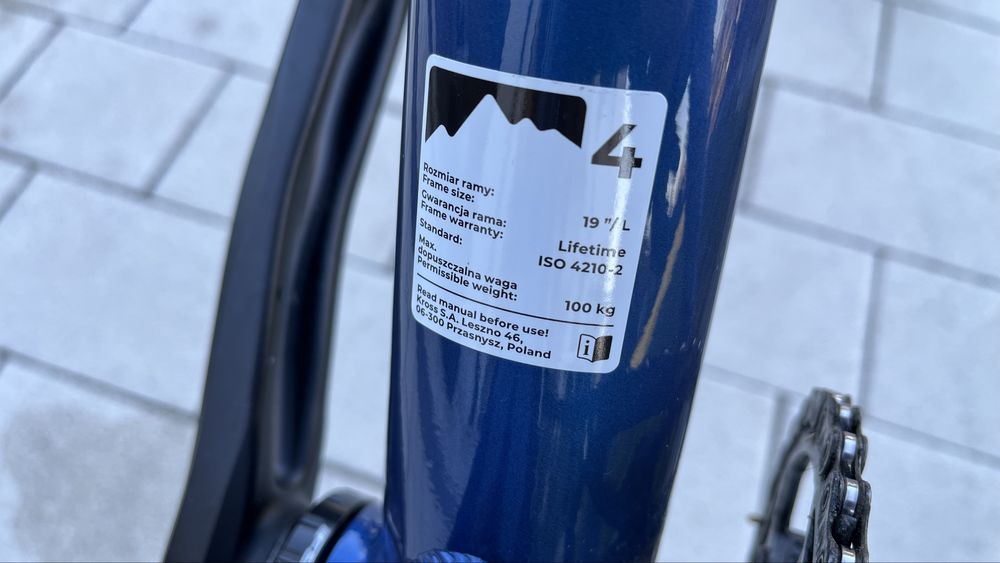 4
Rozmiar ramy:
Frame size:
19 "/ L
Gwarancja rama:
Frame warranty:
Lifetime
Standard:
ISO 4210-2
Max.
dopuszczalna waga
Permissible weight:
100 kg
Read manual before use!
Kross S.A. Leszno 46,
06-300 Przasnysz, Poland
i